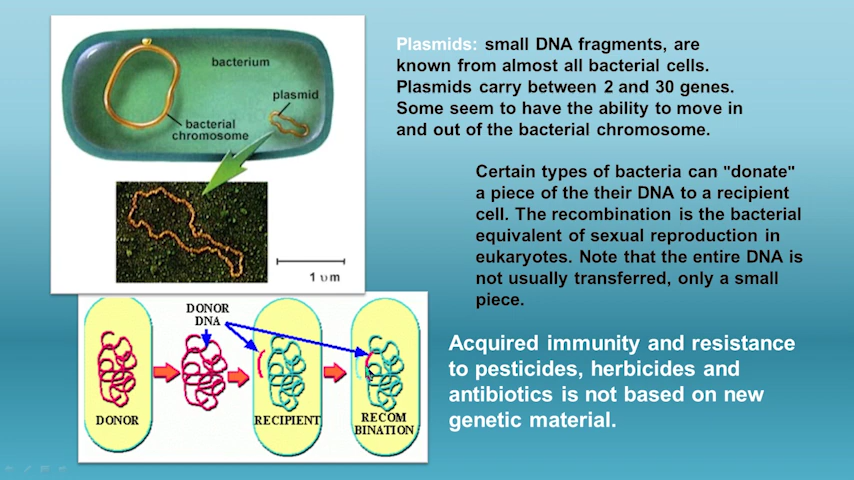 bacterium
plasmid
bacterial
chromosome
1 υm
Plasmids: small DNA fragments, are
known from almost all bacterial cells.
Plasmids carry between 2 and 30 genes.
Some seem to have the ability to move in
and out of the bacterial chromosome.
Certain types of bacteria can "donate"
a piece of the their DNA to a recipient
cell. The recombination is the bacterial
equivalent of sexual reproduction in
eukaryotes. Note that the entire DNA is
not usually transferred, only a small
piece.
DONOR
DNA
DONOR
RECIPIENT
RECOM
BINATION
Acquired immunity and resistance
to pesticides, herbicides and
antibiotics is not based on new
genetic material.